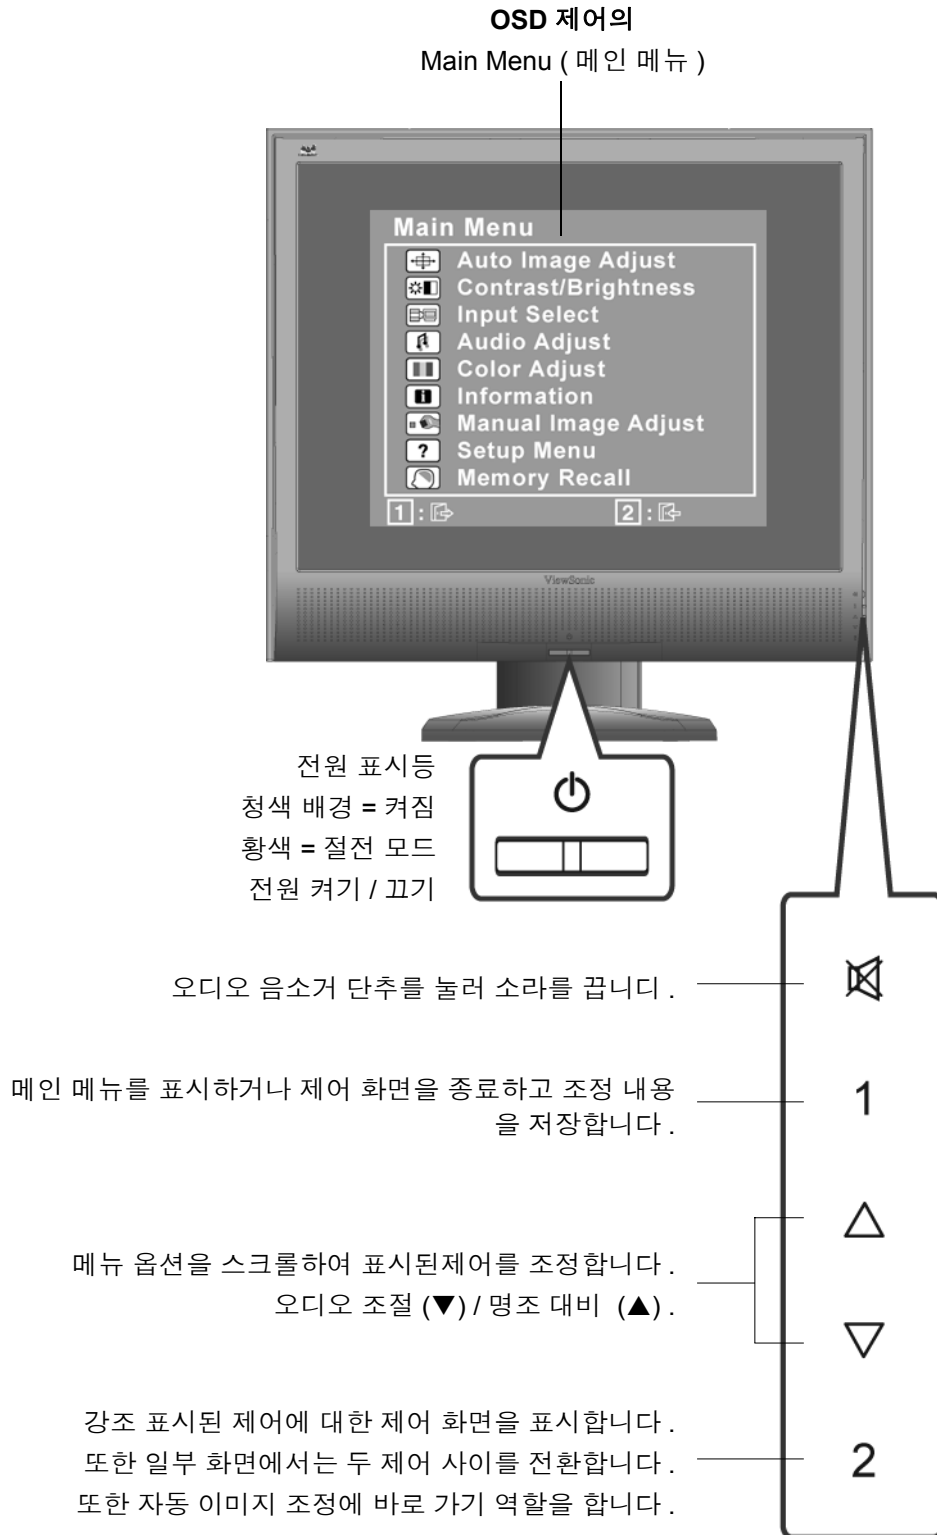 OSD 제어의
Main Menu ( 메인 메뉴 )
Main Menu
Auto Image Adjust
Contrast/Brightness
Input Select
Audio Adjust
Color Adjust
Information
Manual Image Adjust
? Setup Menu
Memory Recall
1 : 2 :
ViewSonic
전원 표시등
청색 배경 = 켜짐
황색 = 절전 모드
전원 켜기 / 끄기
오디오 음소거 단추를 눌러 소라를 끕니디 .
메인 메뉴를 표시하거나 제어 화면을 종료하고 조정 내용
을 저장합니다 .
1
메뉴 옵션을 스크롤하여 표시된제어를 조정합니다 .
오디오 조절 (▼) / 명조 대비 (▲) .
강조 표시된 제어에 대한 제어 화면을 표시합니다 .
또한 일부 화면에서는 두 제어 사이를 전환합니다 .
또한 자동 이미지 조정에 바로 가기 역할을 합니다 .
2